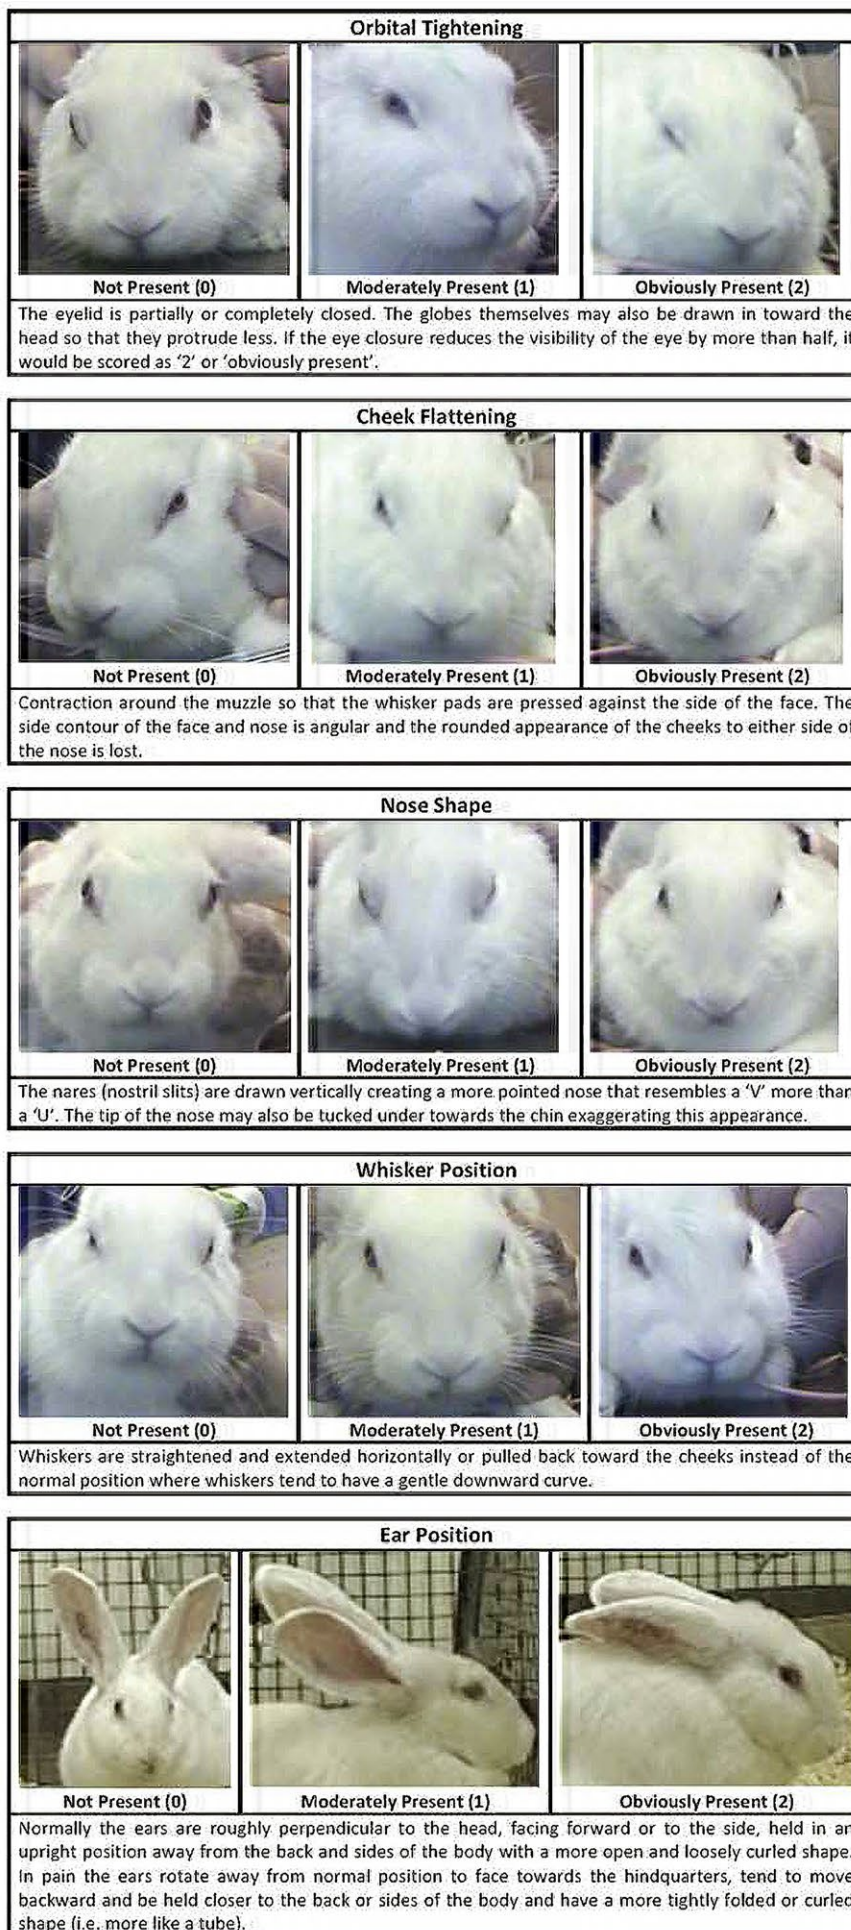 Orbital Tightening
Not Present (0) Moderately Present (1) Obviously Present (2)
The eyelid is partially or completely closed. The globes themselves may also be drawn in toward the
head so that they protrude less. If the eye closure reduces the visibility of the eye by more than half, it
would be scored as ‘2’ or ‘obviously present’.
Cheek Flattening
Not Present (0) Moderately Present (1) Obviously Present (2)
Contraction around the muzzle so that the whisker pads are pressed against the side of the face. The
side contour of the face and nose is angular and the rounded appearance of the cheeks to either side of
the nose is lost.
Nose Shape
Not Present (0) Moderately Present (1) Obviously Present (2)
The nares (nostril slits) are drawn vertically creating a more pointed nose that resembles a ‘V’ more than
a ‘U’. The tip of the nose may also be tucked under towards the chin exaggerating this appearance.
Whisker Position
Not Present (0) Moderately Present (1) Obviously Present (2)
Whiskers are straightened and extended horizontally or pulled back toward the cheeks instead of the
normal position where whiskers tend to have a gentle downward curve.
Ear Position
Not Present (0) Moderately Present (1) Obviously Present (2)
Normally the ears are roughly perpendicular to the head, facing forward or to the side, held in an
upright position away from the back and sides of the body with a more open and loosely curled shape.
In pain the ears rotate away from normal position to face towards the hindquarters, tend to move
backward and be held closer to the back or sides of the body and have a more tightly folded or curled
shape (i.e. more like a tube).